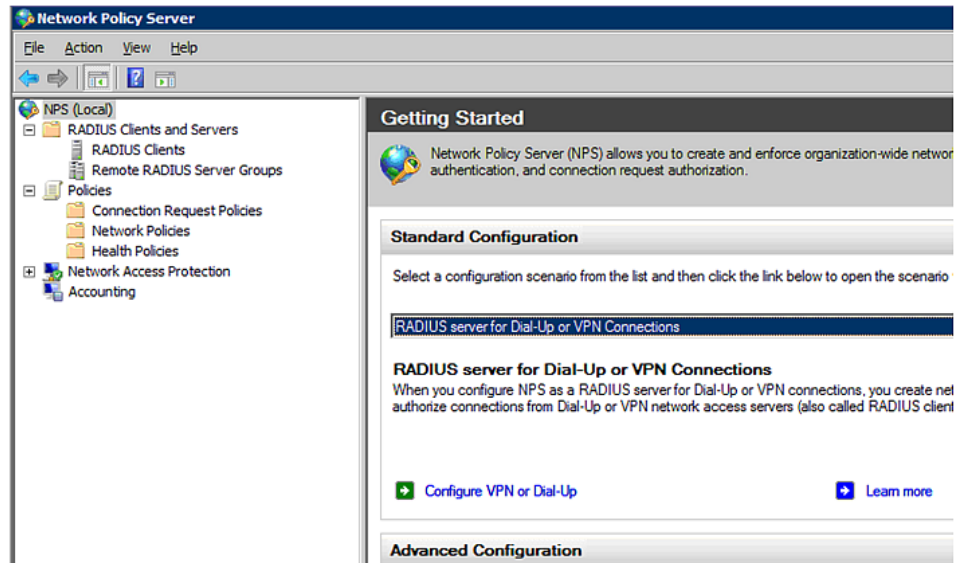 Network Policy Server
File Action View Help
NPS (Local)
RADIUS Clients and Servers
RADIUS Clients
Remote RADIUS Server Groups
Policies
Connection Request Policies
Network Policies
Health Policies
Network Access Protection
Accounting
Getting Started
Network Policy Server (NPS) allows you to create and enforce organization-wide networ
authentication, and connection request authorization.
Standard Configuration
Select a configuration scenario from the list and then click the link below to open the scenario
RADIUS server for Dial-Up or VPN Connections
RADIUS server for Dial-Up or VPN Connections
When you configure NPS as a RADIUS server for Dial-Up or VPN connections, you create net
authorize connections from Dial-Up or VPN network access servers (also called RADIUS client
Configure VPN or Dial-Up
Learn more
Advanced Configuration